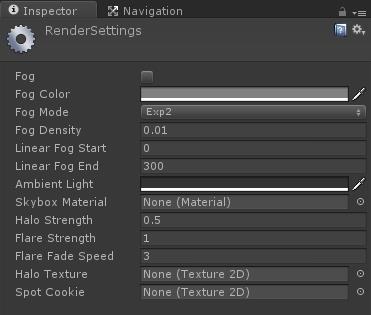 Inspector Navigation
RenderSettings
Fog
Fog Color
Fog Mode Exp2
Fog Density 0.01
Linear Fog Start 0
Linear Fog End 300
Ambient Light
Skybox Material None (Material)
Halo Strength 0.5
Flare Strength 1
Flare Fade Speed 3
Halo Texture None (Texture 2D)
Spot Cookie None (Texture 2D)